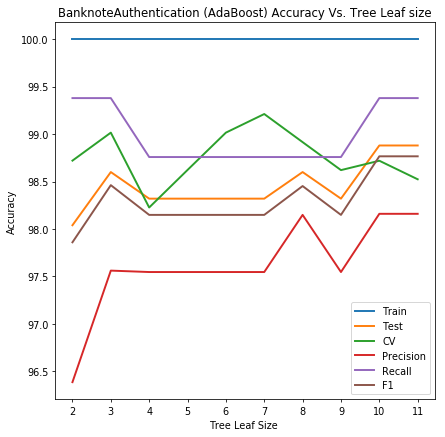 BanknoteAuthentication (AdaBoost) Accuracy Vs. Tree Leaf size
100.0
99.5
99.0
98.5
98.0
97.5
97.0
96.5
Accuracy
2 3 4 5 6 7 8 9 10 11
Tree Leaf Size
Train
Test
CV
Precision
Recall
F1